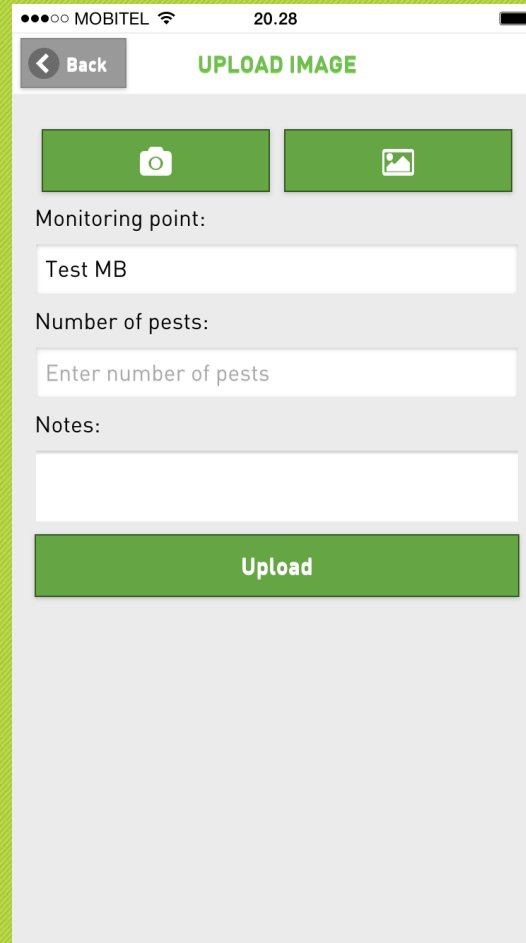 MOBITEL 20.28
Back UPLOAD IMAGE
Monitoring point:
Test MB
Number of pests:
Enter number of pests
Notes:
Upload